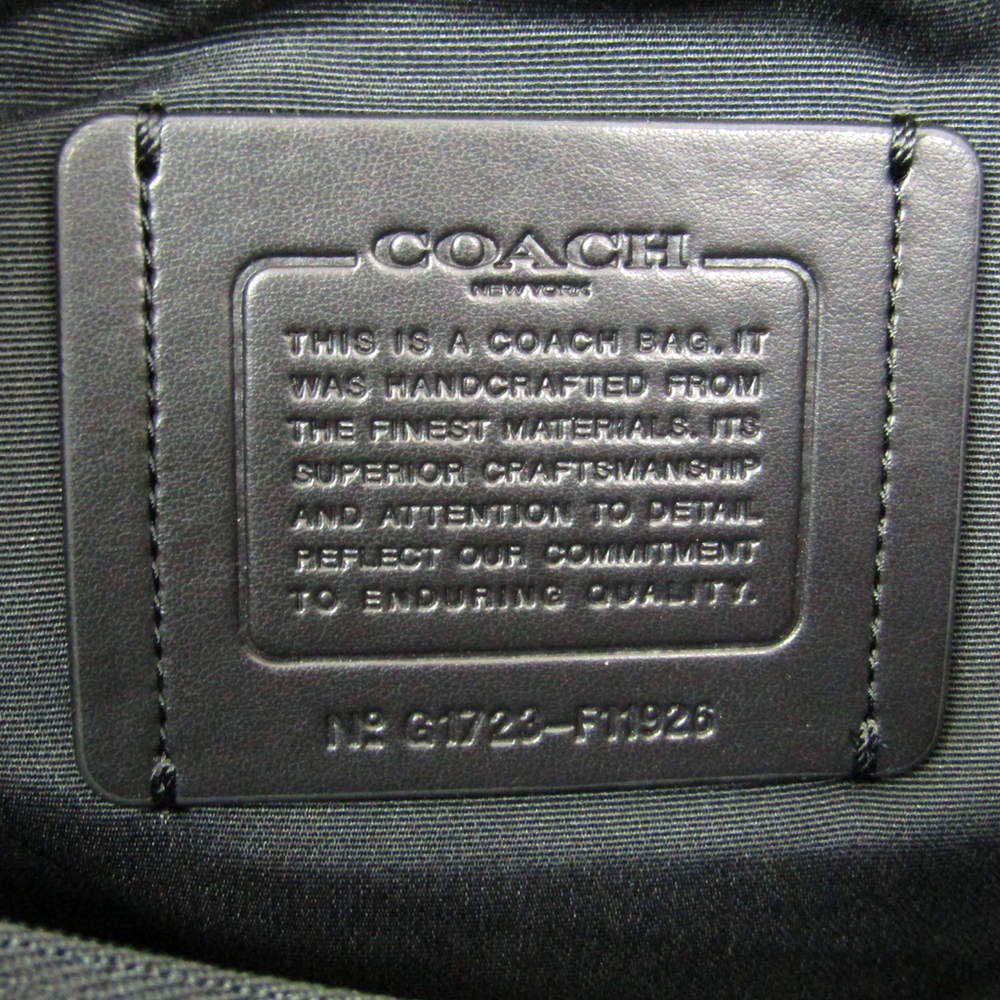 COACH
NEW YORK
THIS IS A COACH BAG. IT
WAS HANDCRAFTED FROM
THE FINEST MATERIALS. ITS
SUPERIOR CRAFTSMANSHIP
AND ATTENTION TO DETAIL
REFLECT OUR COMMITMENT
TO ENDURING QUALITY.
Nº G1723-F11926